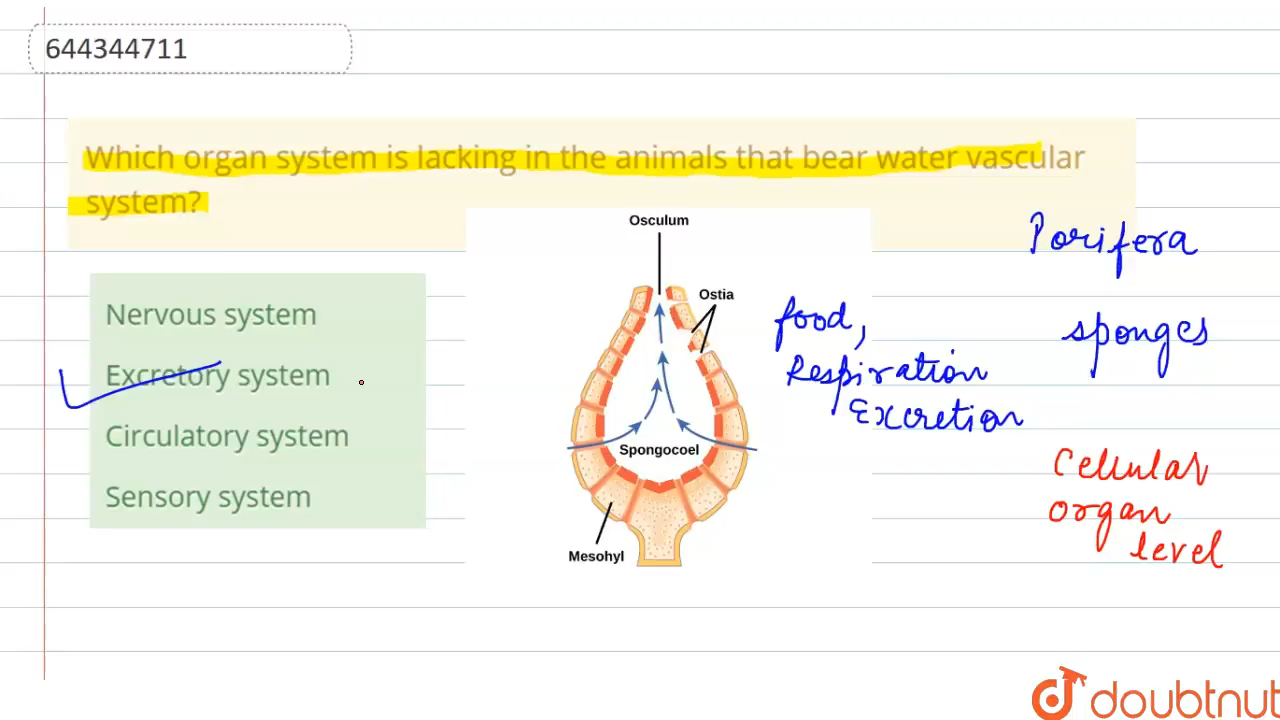 644344711
Which organ system is lacking in the animals that bear water vascular
system?
Nervous system
Excretory system
Circulatory system
Sensory system
Osculum
Ostia
Spongocoel
Mesohyl
Porifera
sponges
food,
Respiration
Excretion
Cellular
organ
level
doubtnut